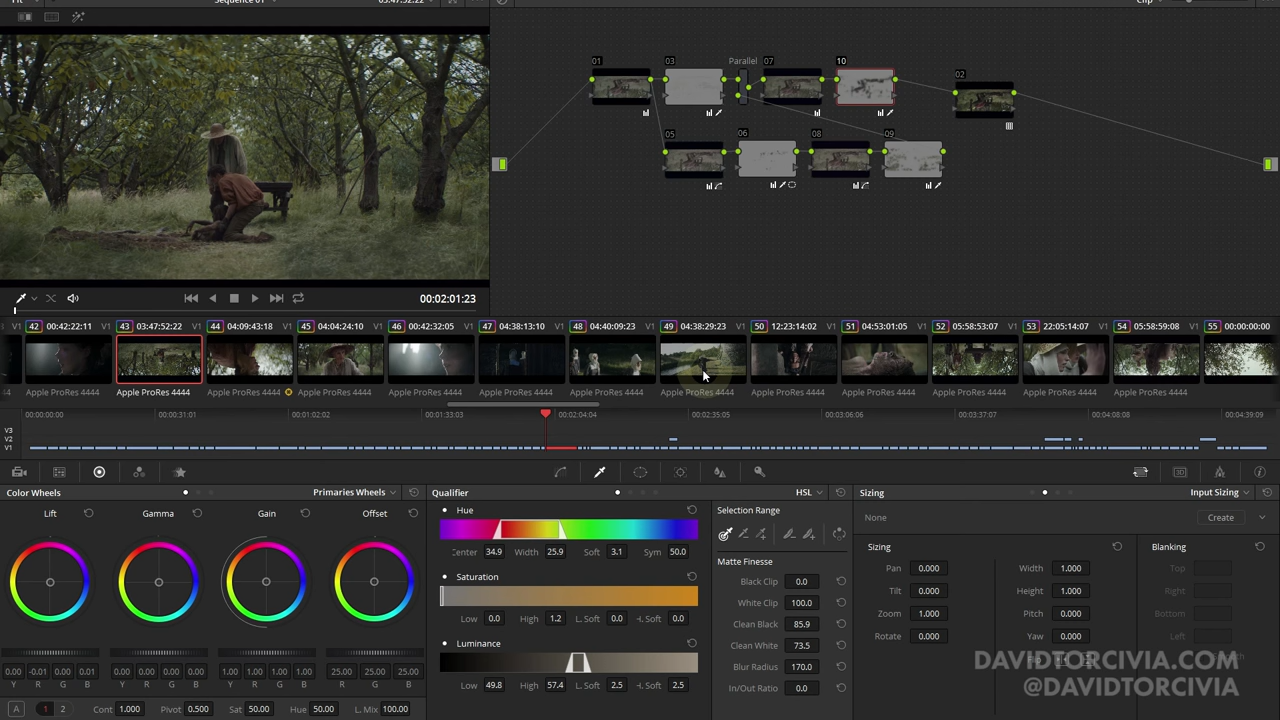 Fit
Sequence 01
03:47:52:22
Clip
01
03
Parallel
07
10
02
05
06
08
09
00:02:01:23
42 00:42:22:11 V1
43 03:47:52:22 V1
44 04:09:43:18 V1
45 04:04:24:10 V1
46 00:42:32:05 V1
47 04:38:13:10 V1
48 04:40:09:23 V1
49 04:38:29:23 V1
50 12:23:14:02 V1
51 04:53:01:05 V1
52 05:58:53:07 V1
53 22:05:14:07 V1
54 05:58:59:08 V1
55 00:00:00:00
Apple ProRes 4444
Apple ProRes 4444
Apple ProRes 4444
Apple ProRes 4444
Apple ProRes 4444
Apple ProRes 4444
Apple ProRes 4444
Apple ProRes 4444
Apple ProRes 4444
Apple ProRes 4444
Apple ProRes 4444
Apple ProRes 4444
Apple ProRes 4444
00:00:00:00 00:00:31:01 00:01:02:02 00:01:33:03 00:02:04:04 00:02:35:05 00:03:06:06 00:03:37:07 00:04:08:08 00:04:39:09
V3
V2
V1
Color Wheels
Primaries Wheels
Lift
Gamma
Gain
Offset
0.00 -0.01 0.00 0.01
0.00 0.00 0.00 0.00
1.00 1.00 1.00 1.00
25.00 25.00 25.00
Y R G B
Y R G B
Y R G B
R G B
A 1 2 Cont 1.000 Pivot 0.500 Sat 50.00 Hue 50.00 L. Mix 100.00
Qualifier
HSL
Hue
Center 34.9 Width 25.9 Soft 3.1 Sym 50.0
Saturation
Low 0.0 High 1.2 L. Soft 0.0 H. Soft 0.0
Luminance
Low 49.8 High 57.4 L. Soft 2.5 H. Soft 2.5
Selection Range
Matte Finesse
Black Clip 0.0
White Clip 100.0
Clean Black 85.9
Clean White 73.5
Blur Radius 170.0
In/Out Ratio 0.0
Sizing
Input Sizing
None
Create
Sizing
Pan 0.000 Width 1.000
Tilt 0.000 Height 1.000
Zoom 1.000 Pitch 0.000
Rotate 0.000 Yaw 0.000
Flip
Blanking
Top
Right
Bottom
Left
Smooth
DAVIDTORCIVIA.COM
@DAVIDTORCIVIA